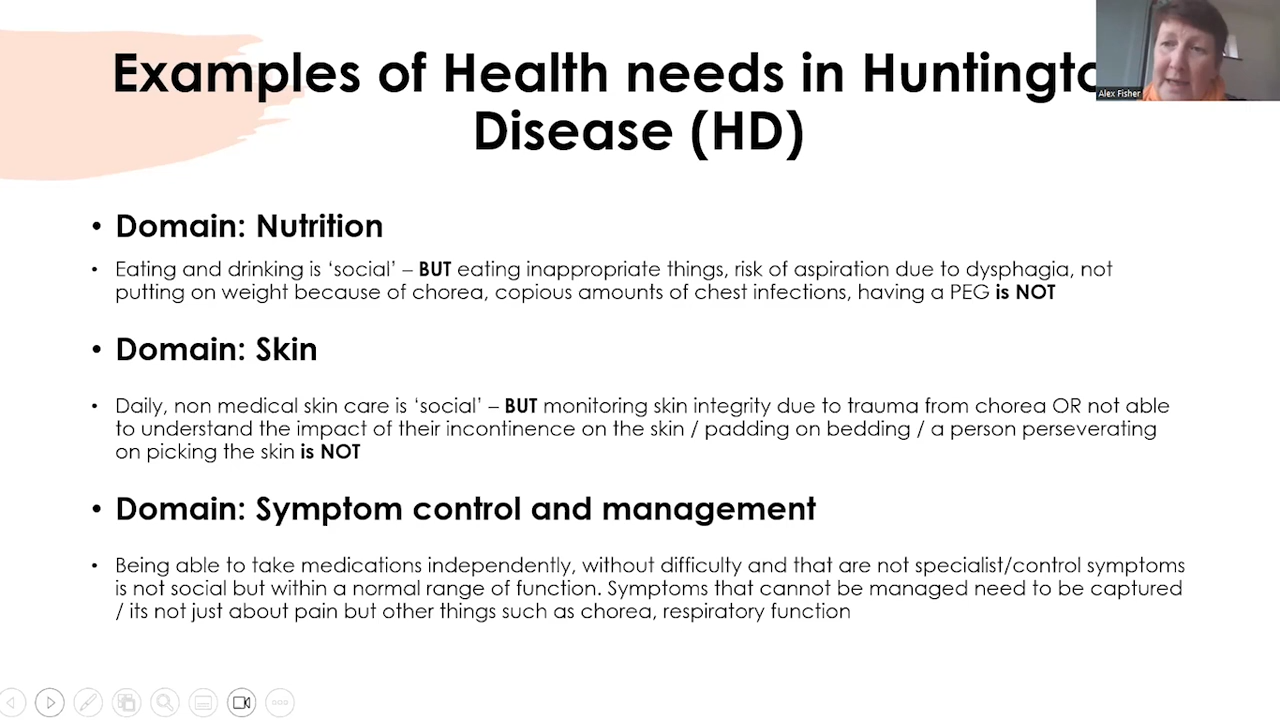 Examples of Health needs in Huntingto
Disease (HD)
Alex Fisher
• Domain: Nutrition
• Eating and drinking is ‘social’ – BUT eating inappropriate things, risk of aspiration due to dysphagia, not
putting on weight because of chorea, copious amounts of chest infections, having a PEG is NOT
• Domain: Skin
• Daily, non medical skin care is ‘social’ – BUT monitoring skin integrity due to trauma from chorea OR not able
to understand the impact of their incontinence on the skin / padding on bedding / a person perseverating
on picking the skin is NOT
• Domain: Symptom control and management
• Being able to take medications independently, without difficulty and that are not specialist/control symptoms
is not social but within a normal range of function. Symptoms that cannot be managed need to be captured
/ its not just about pain but other things such as chorea, respiratory function